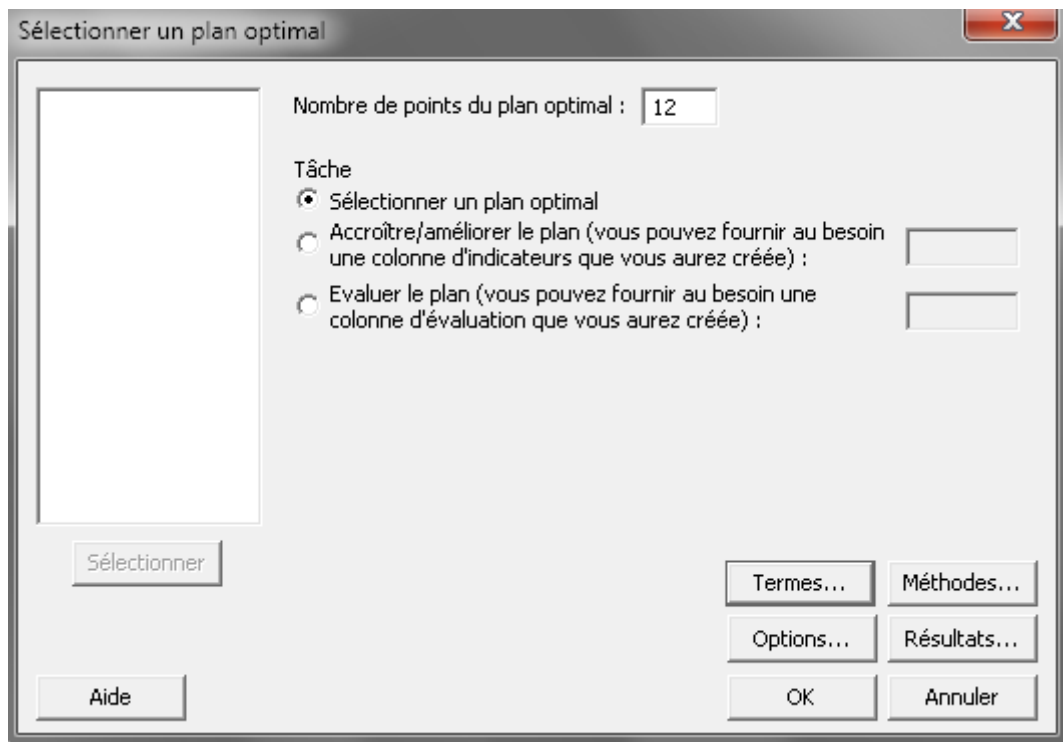 Sélectionner un plan optimal
Nombre de points du plan optimal : 12
Tâche
Sélectionner un plan optimal
Accroître/améliorer le plan (vous pouvez fournir au besoin
une colonne d'indicateurs que vous aurez créée) :
Evaluer le plan (vous pouvez fournir au besoin une
colonne d'évaluation que vous aurez créée) :
Sélectionner
Termes... Méthodes...
Options... Résultats...
Aide OK Annuler